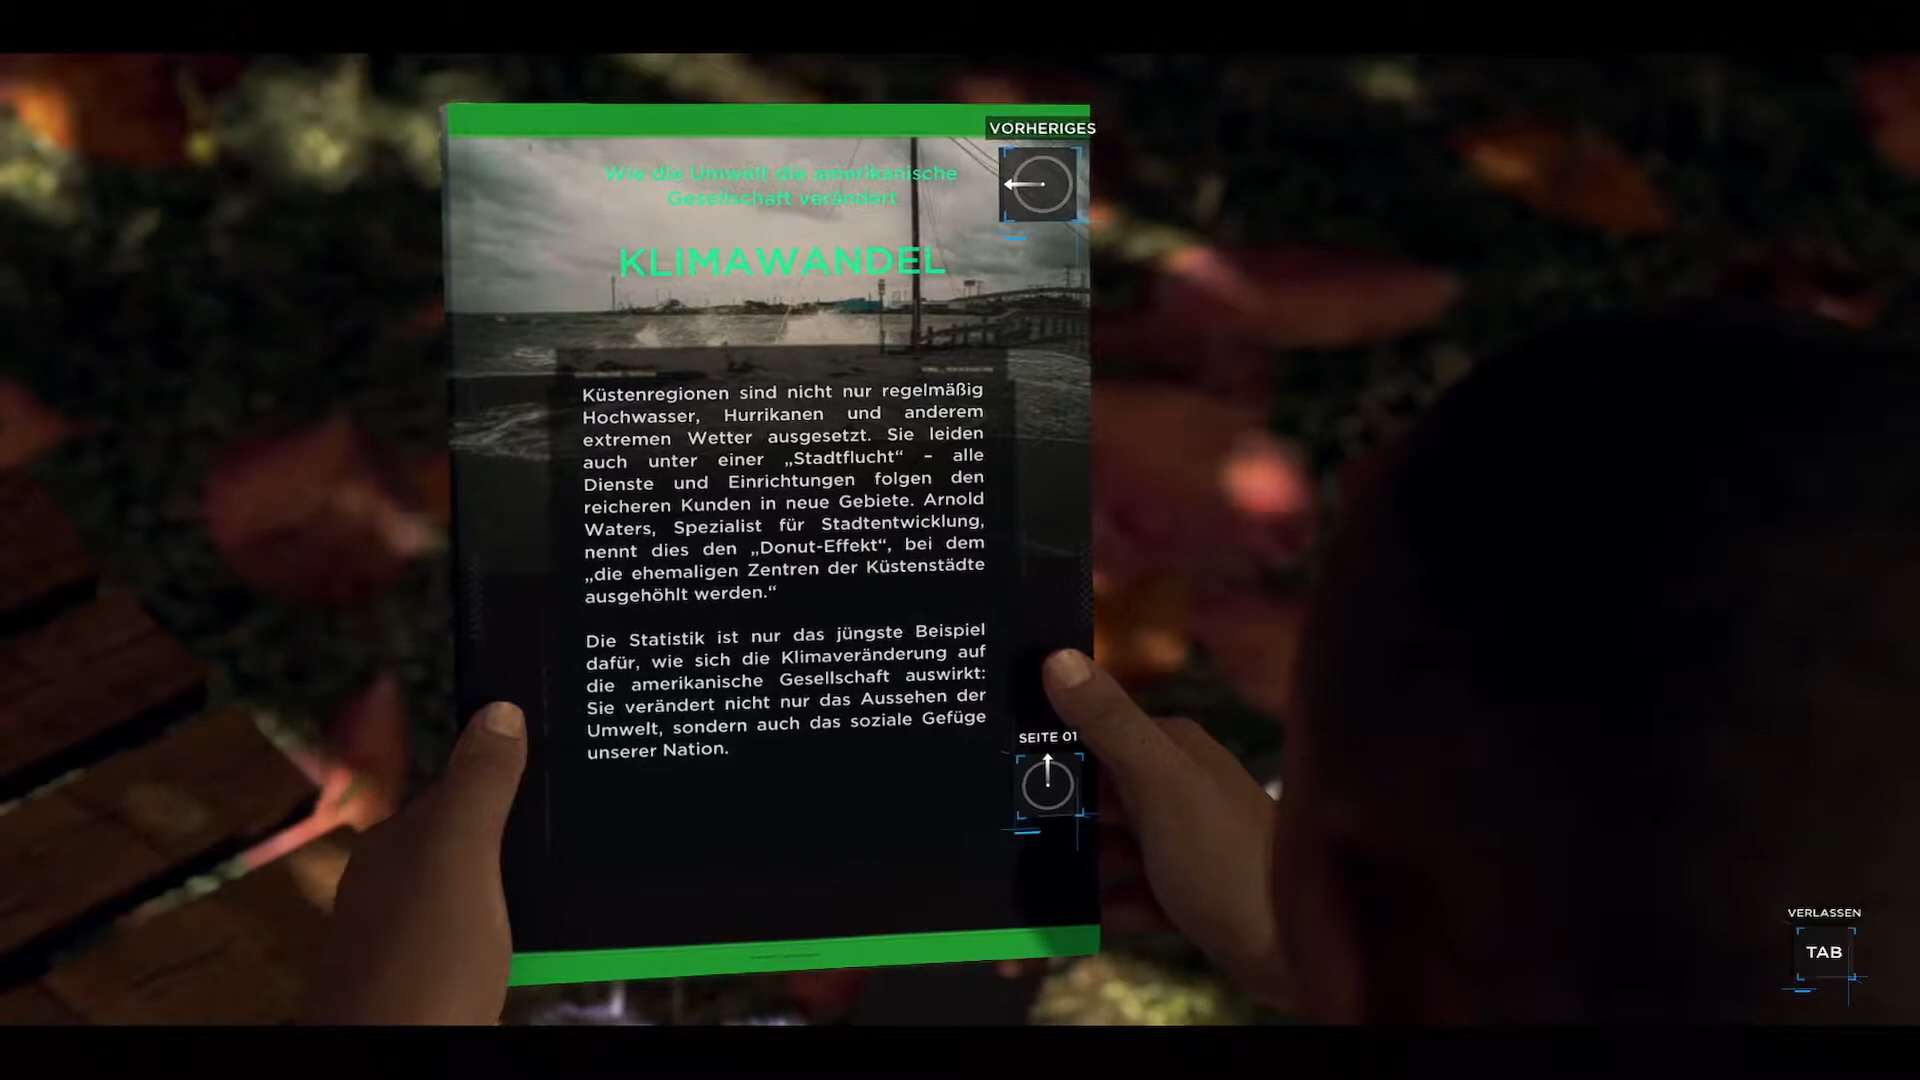 VORHERIGES
Wie die Umwelt die amerikanische
Gesellschaft verändert
KLIMAWANDEL
Küstenregionen sind nicht nur regelmäßig
Hochwasser, Hurrikanen und anderem
extremen Wetter ausgesetzt. Sie leiden
auch unter einer „Stadtflucht“ – alle
Dienste und Einrichtungen folgen den
reicheren Kunden in neue Gebiete. Arnold
Waters, Spezialist für Stadtentwicklung,
nennt dies den „Donut-Effekt“, bei dem
„die ehemaligen Zentren der Küstenstädte
ausgehöhlt werden.“
Die Statistik ist nur das jüngste Beispiel
dafür, wie sich die Klimaveränderung auf
die amerikanische Gesellschaft auswirkt:
Sie verändert nicht nur das Aussehen der
Umwelt, sondern auch das soziale Gefüge
unserer Nation.
SEITE 01
VERLASSEN
TAB